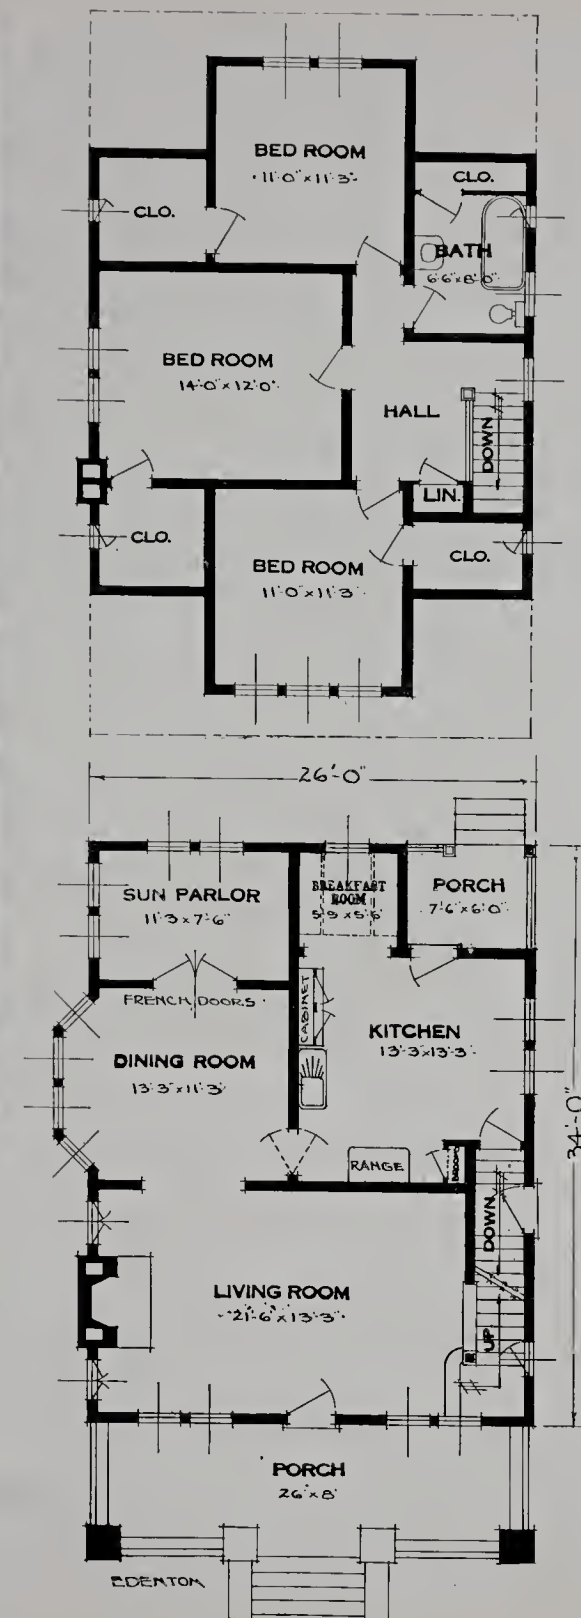 BED ROOM
11'-0"x11'-3"
CLO.
CLO.
BATH
6'-6"x8'-0"
BED ROOM
14'-0"x12'-0"
HALL
DOWN
LIN.
CLO.
CLO.
BED ROOM
11'-0"x11'-3"
26'-0"
SUN PARLOR
11'-3"x7'-6"
BREAKFAST
ROOM
5'-9"x5'-6"
PORCH
7'-6"x6'-0"
FRENCH DOORS
CABINET
KITCHEN
13'-3"x13'-3"
DINING ROOM
13'-3"x11'-3"
34'-0"
RANGE
BROOMS
DOWN
LIVING ROOM
21'-6"x13'-3"
UP
PORCH
26'x8'
EDENTON